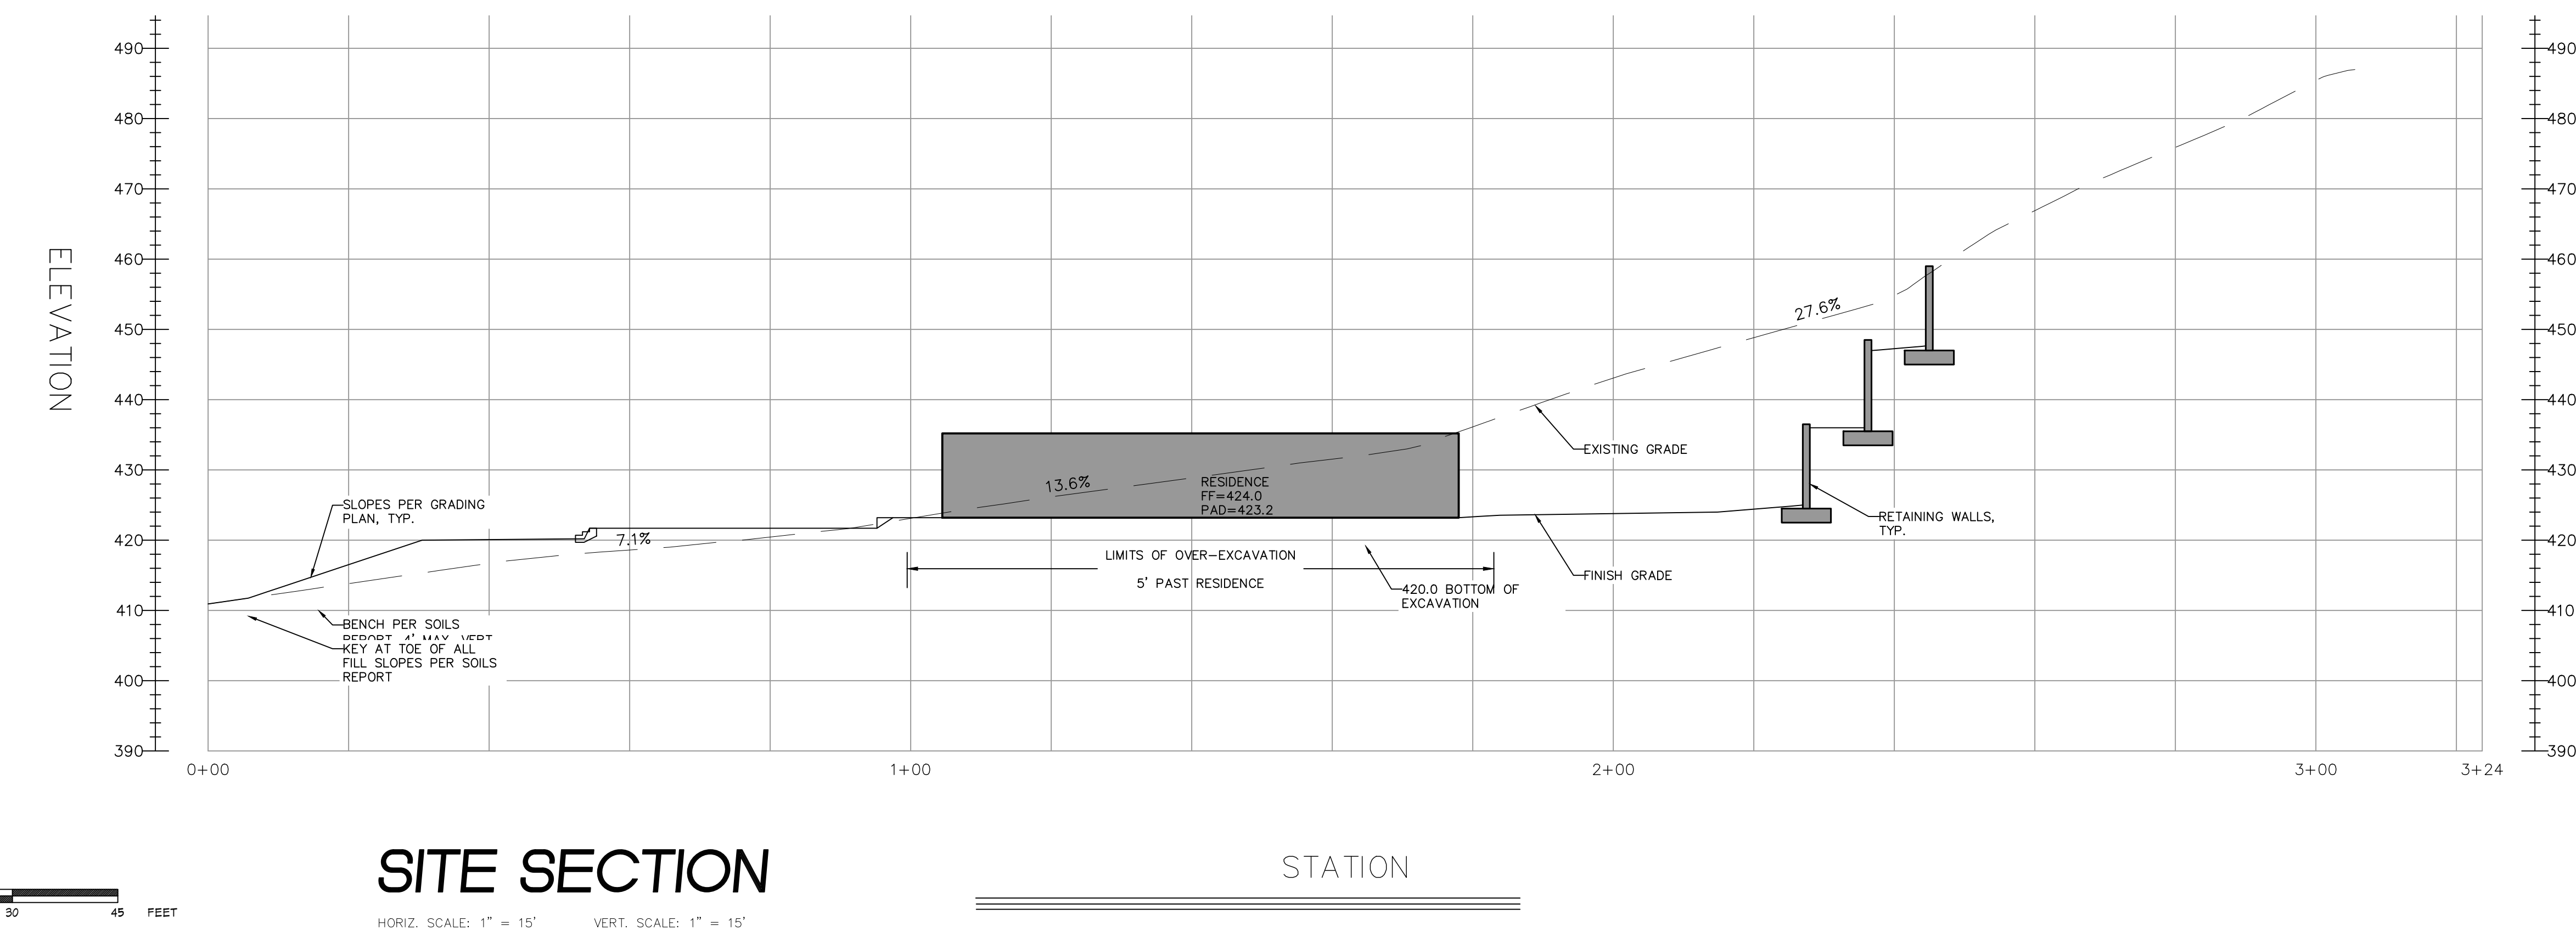 490
480
470
460
450
440
430
420
410
400
390
ELEVATION
490
480
470
460
450
440
430
420
410
400
390
27.6%
13.6%
7.1%
RESIDENCE
FF=424.0
PAD=423.2
EXISTING GRADE
SLOPES PER GRADING
PLAN, TYP.
RETAINING WALLS,
TYP.
LIMITS OF OVER-EXCAVATION
5' PAST RESIDENCE
FINISH GRADE
420.0 BOTTOM OF
EXCAVATION
BENCH PER SOILS
REPORT, 4' MAX. VERT
KEY AT TOE OF ALL
FILL SLOPES PER SOILS
REPORT
0+00
1+00
2+00
3+00
3+24
SITE SECTION
STATION
30
45
FEET
HORIZ. SCALE: 1" = 15'
VERT. SCALE: 1" = 15'